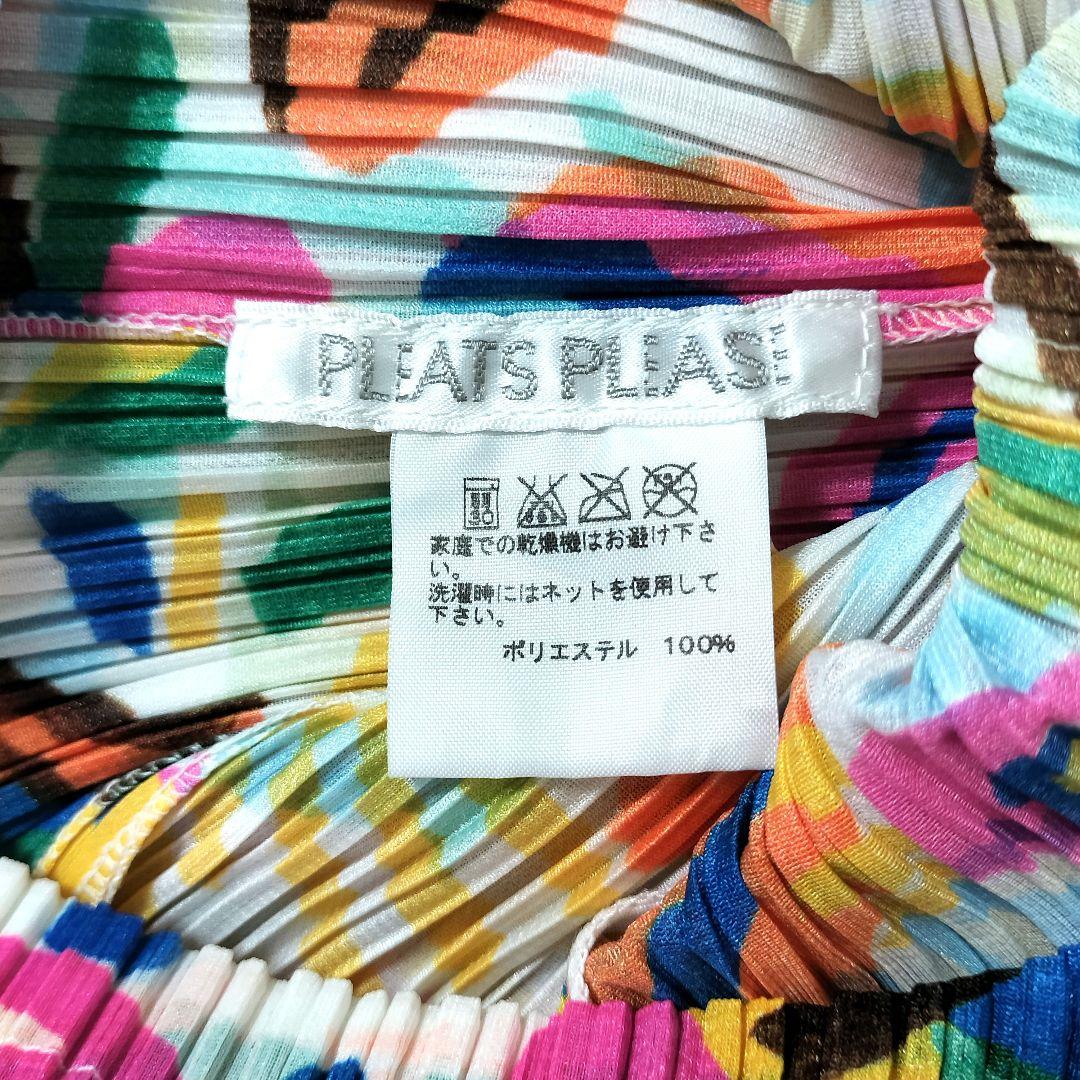 PLEATS PLEASE
家庭での乾燥機はお避け下さ
い。
洗濯時にはネットを使用して
下さい。
ポリエステル 100%